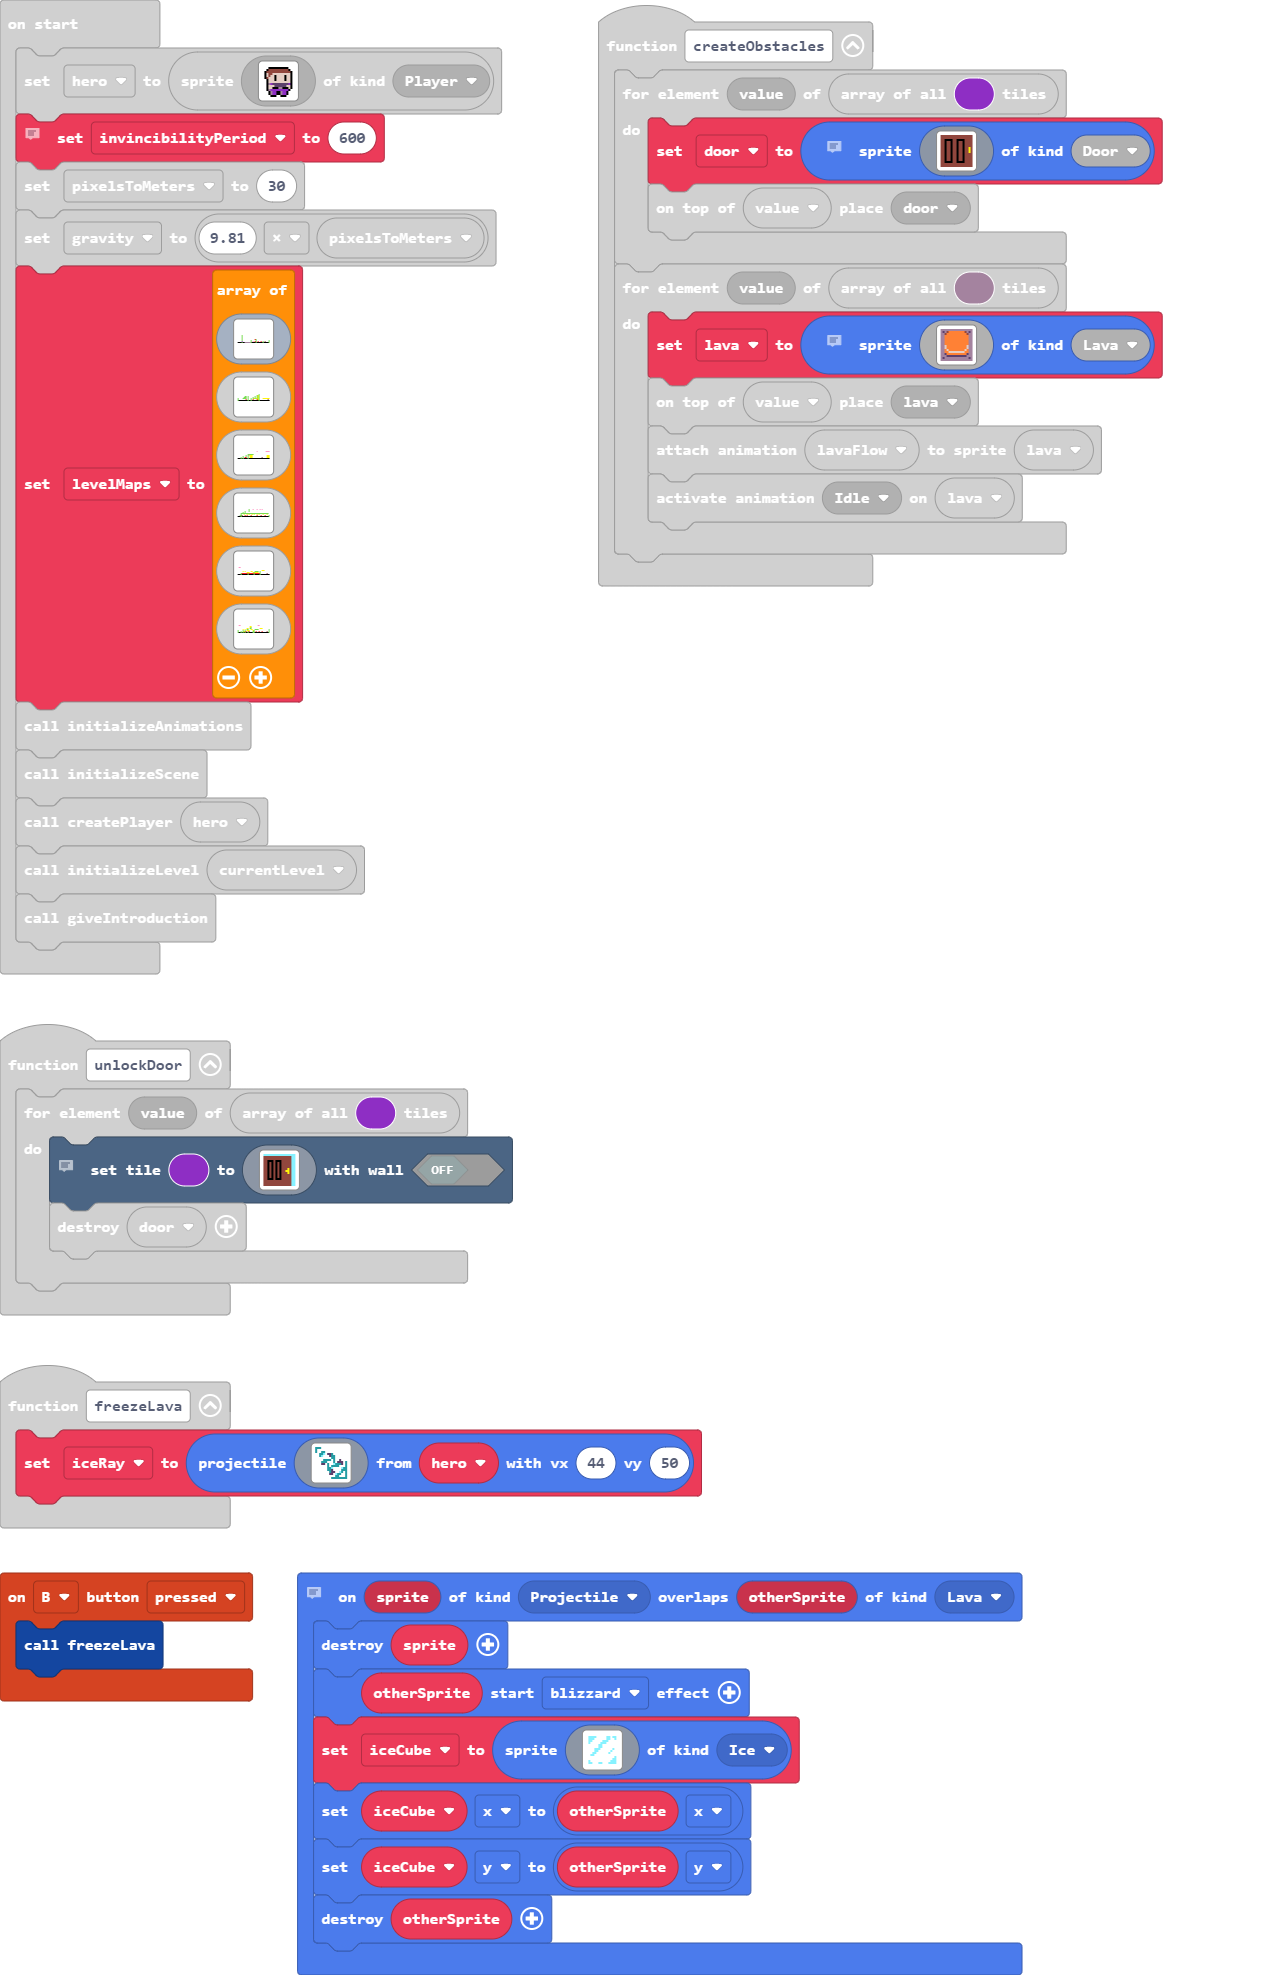 on start
set hero to sprite of kind Player
set invincibilityPeriod to 600
set pixelsToMeters to 30
set gravity to 9.81 × pixelsToMeters
array of
set levelMaps to
call initializeAnimations
call initializeScene
call createPlayer hero
call initializeLevel currentLevel
call giveIntroduction
function createObstacles
for element value of array of all tiles
do
set door to sprite of kind Door
on top of value place door
for element value of array of all tiles
do
set lava to sprite of kind Lava
on top of value place lava
attach animation lavaFlow to sprite lava
activate animation Idle on lava
function unlockDoor
for element value of array of all tiles
do
set tile to with wall OFF
destroy door
function freezeLava
set iceRay to projectile from hero with vx 44 vy 50
on B button pressed
call freezeLava
on sprite of kind Projectile overlaps otherSprite of kind Lava
destroy sprite
otherSprite start blizzard effect
set iceCube to sprite of kind Ice
set iceCube x to otherSprite x
set iceCube y to otherSprite y
destroy otherSprite